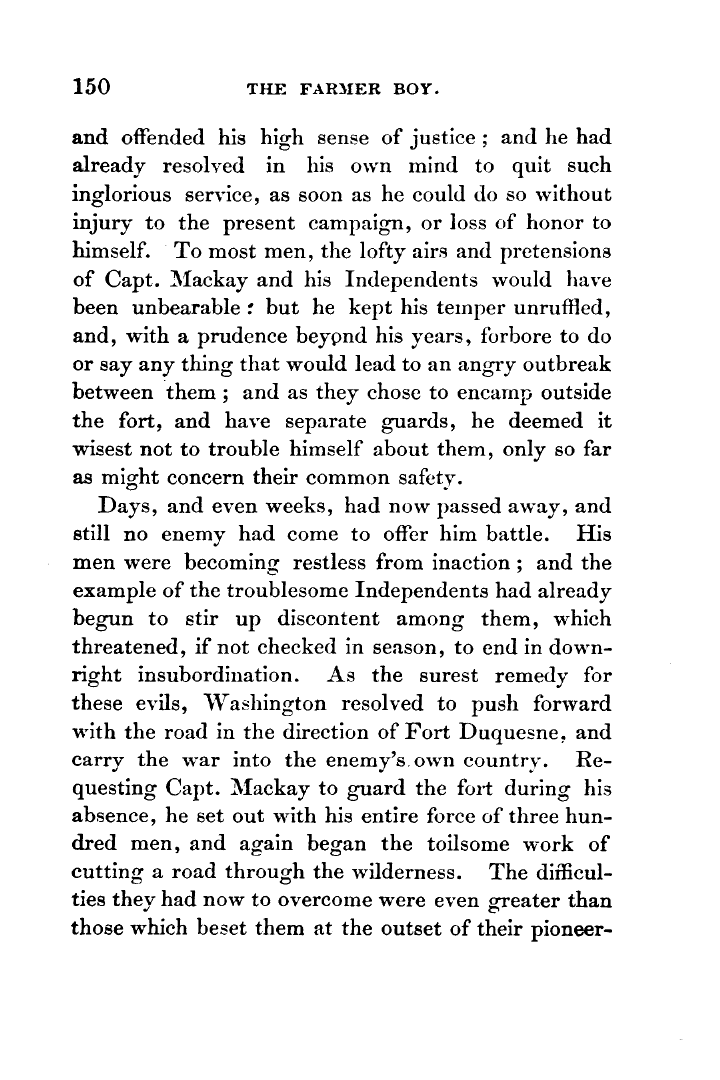 150 THE FARMER BOY.
and offended his high sense of justice ; and he had
already resolved in his own mind to quit such
inglorious service, as soon as he could do so without
injury to the present campaign, or loss of honor to
himself. To most men, the lofty airs and pretensions
of Capt. Mackay and his Independents would have
been unbearable : but he kept his temper unruffled,
and, with a prudence beyond his years, forbore to do
or say any thing that would lead to an angry outbreak
between them ; and as they chose to encamp outside
the fort, and have separate guards, he deemed it
wisest not to trouble himself about them, only so far
as might concern their common safety.
Days, and even weeks, had now passed away, and
still no enemy had come to offer him battle. His
men were becoming restless from inaction ; and the
example of the troublesome Independents had already
begun to stir up discontent among them, which
threatened, if not checked in season, to end in down-
right insubordination. As the surest remedy for
these evils, Washington resolved to push forward
with the road in the direction of Fort Duquesne, and
carry the war into the enemy's own country. Re-
questing Capt. Mackay to guard the fort during his
absence, he set out with his entire force of three hun-
dred men, and again began the toilsome work of
cutting a road through the wilderness. The difficul-
ties they had now to overcome were even greater than
those which beset them at the outset of their pioneer-